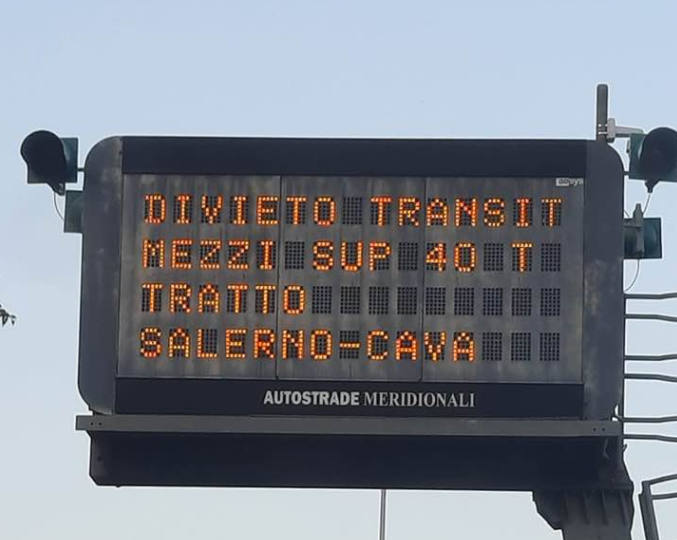 DIVIETO TRANSIT
MEZZI SUP 40 T
TRATTO
SALERNO-CAVA
AUTOSTRADE MERIDIONALI